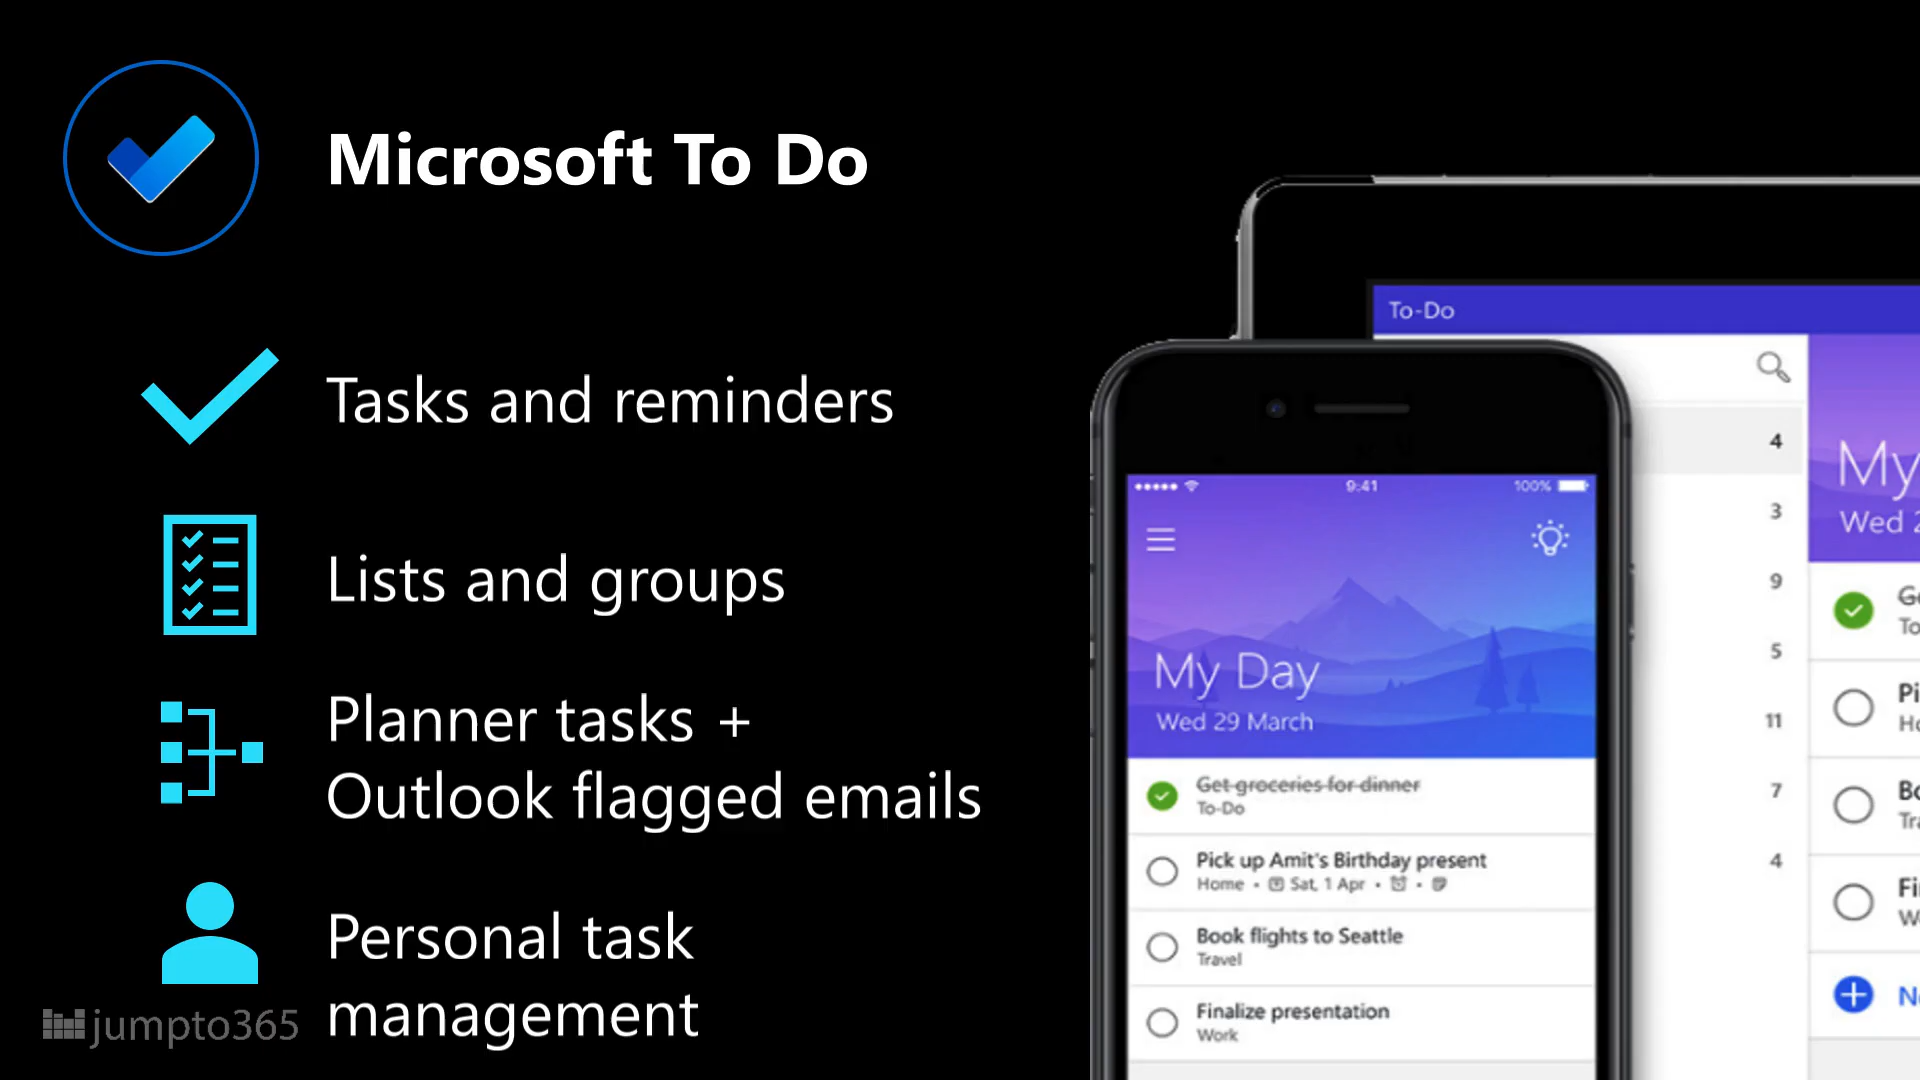 Microsoft To Do
Tasks and reminders
Lists and groups
Planner tasks +
Outlook flagged emails
Personal task
management
jumpto365
To-Do
4
3
9
5
11
7
4
My
Wed 2
To
9:41
100%
My Day
Wed 29 March
Get groceries for dinner
To-Do
Pick up Amit's Birthday present
Home • Sat, 1 Apr •
Book flights to Seattle
Travel
Finalize presentation
Work